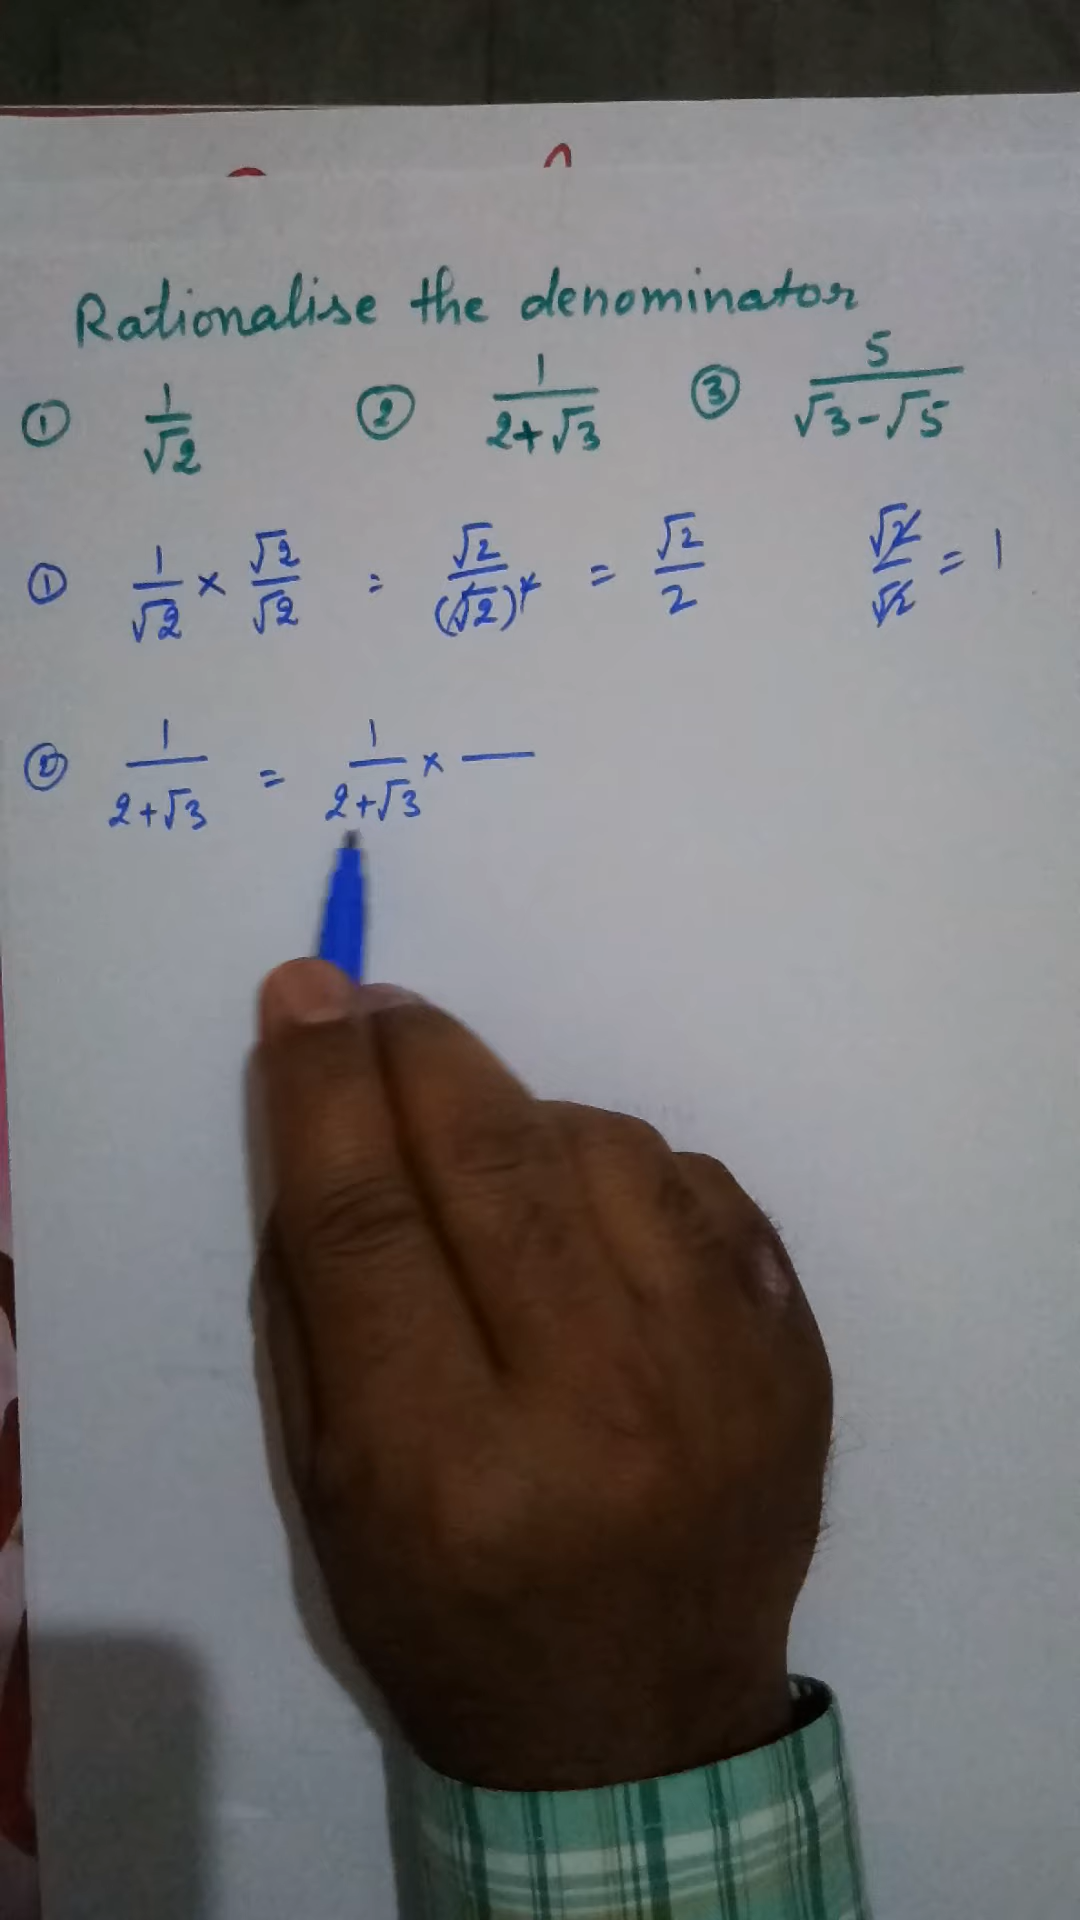 Rationalise the denominator
① 1/√2 ② 1/(2+√3) ③ 5/(√3-√5)
① 1/√2 × √2/√2 = √2/(√2)² = √2/2 √2/√2 = 1
② 1/(2+√3) = 1/(2+√3) × —